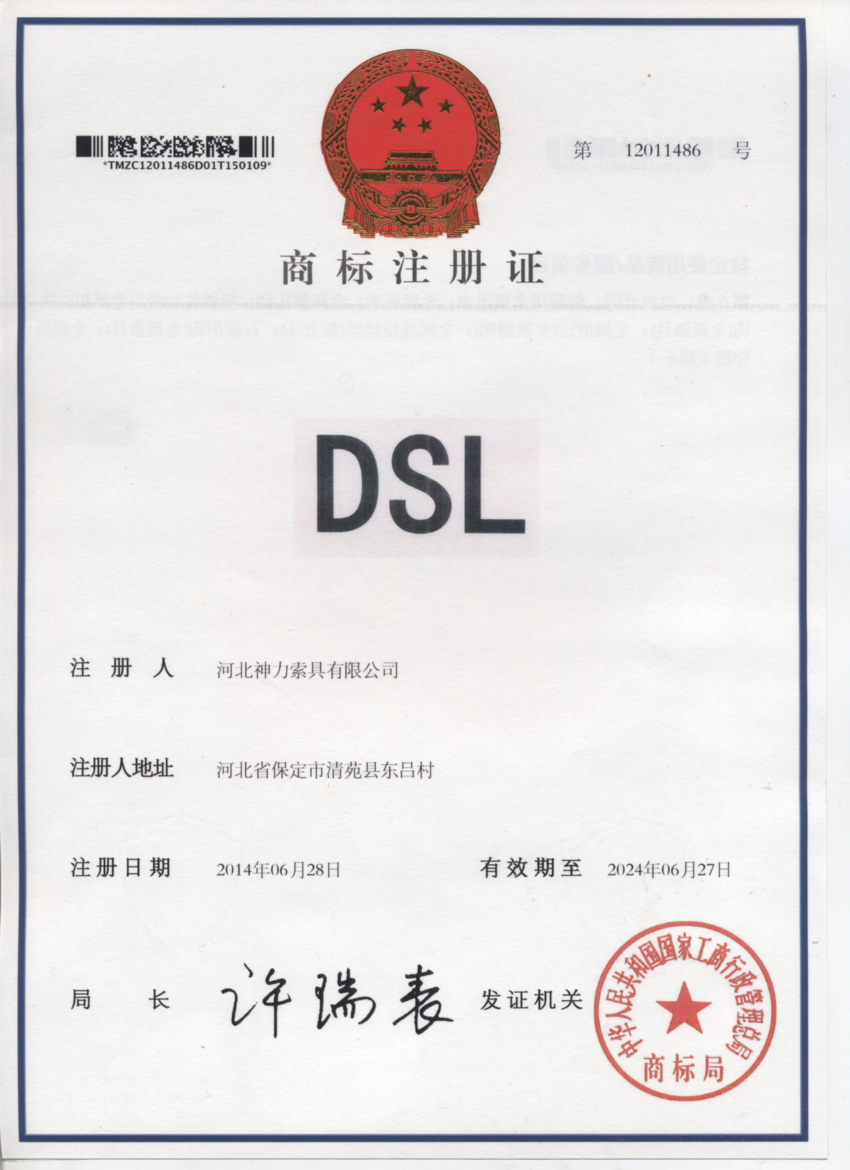 *TMZC12011486D01T150109*
第 12011486 号
商标注册证
DSL
注册人 河北神力索具有限公司
注册人地址 河北省保定市清苑县东吕村
注册日期 2014年06月28日 有效期至 2024年06月27日
局长 许瑞表 发证机关
中华人民共和国国家工商行政管理总局
商标局